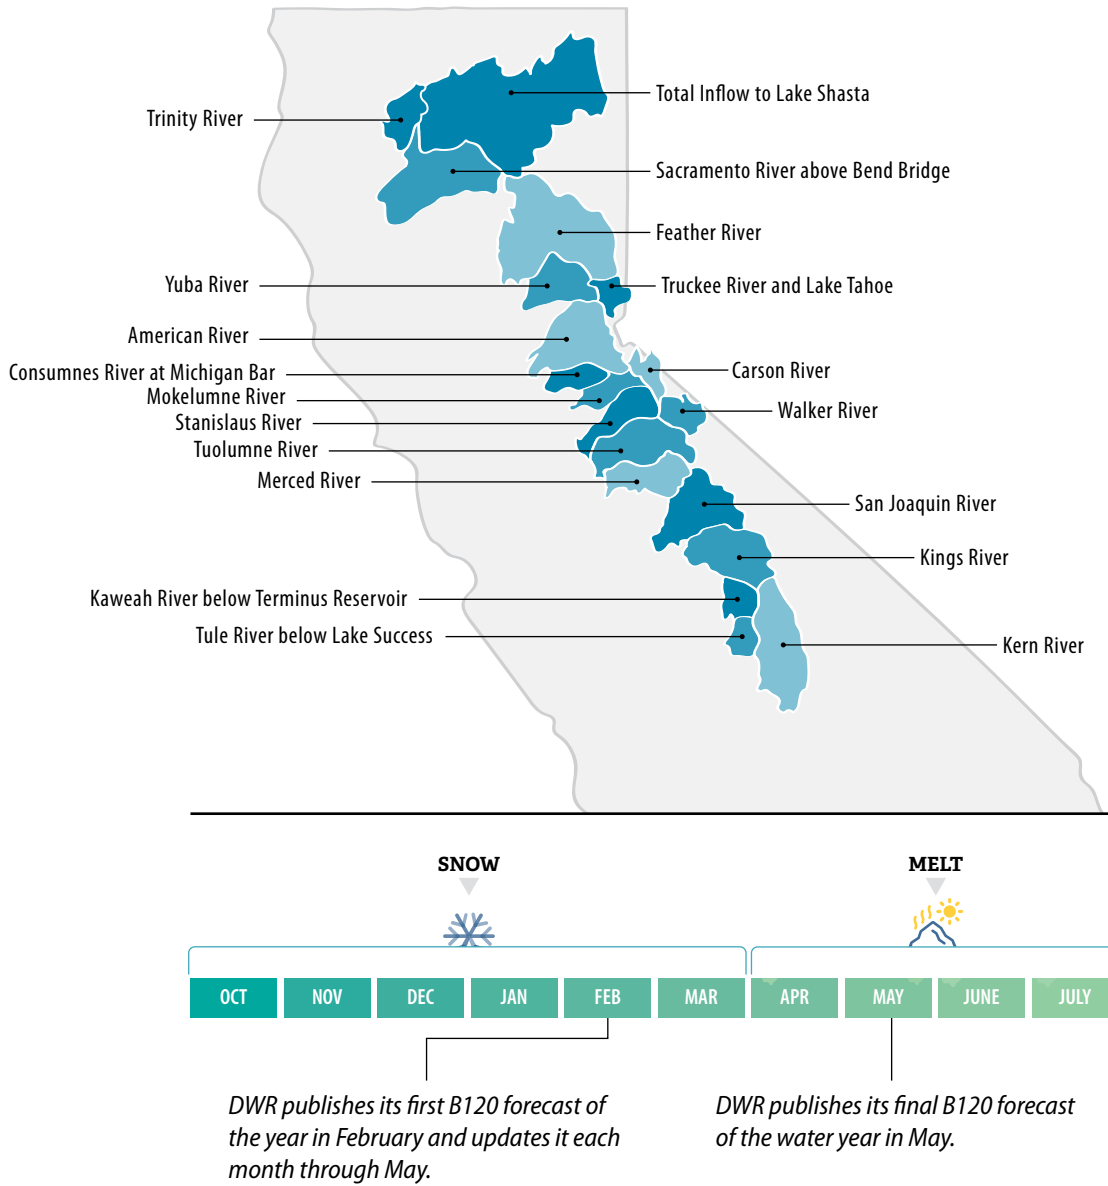 Total Inflow to Lake Shasta
Trinity River
Sacramento River above Bend Bridge
Feather River
Yuba River
Truckee River and Lake Tahoe
American River
Consumnes River at Michigan Bar
Carson River
Mokelumne River
Walker River
Stanislaus River
Tuolumne River
Merced River
San Joaquin River
Kings River
Kaweah River below Terminus Reservoir
Tule River below Lake Success
Kern River
SNOW
MELT
OCT NOV DEC JAN FEB MAR APR MAY JUNE JULY
DWR publishes its first B120 forecast of
the year in February and updates it each
month through May.
DWR publishes its final B120 forecast
of the water year in May.